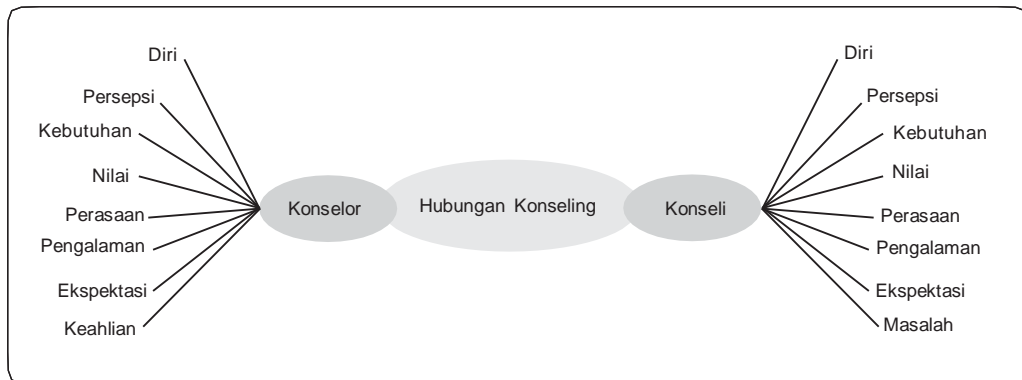 Diri
Persepsi
Kebutuhan
Nilai
Perasaan
Pengalaman
Ekspektasi
Keahlian
Konselor
Hubungan Konseling
Konseli
Diri
Persepsi
Kebutuhan
Nilai
Perasaan
Pengalaman
Ekspektasi
Masalah